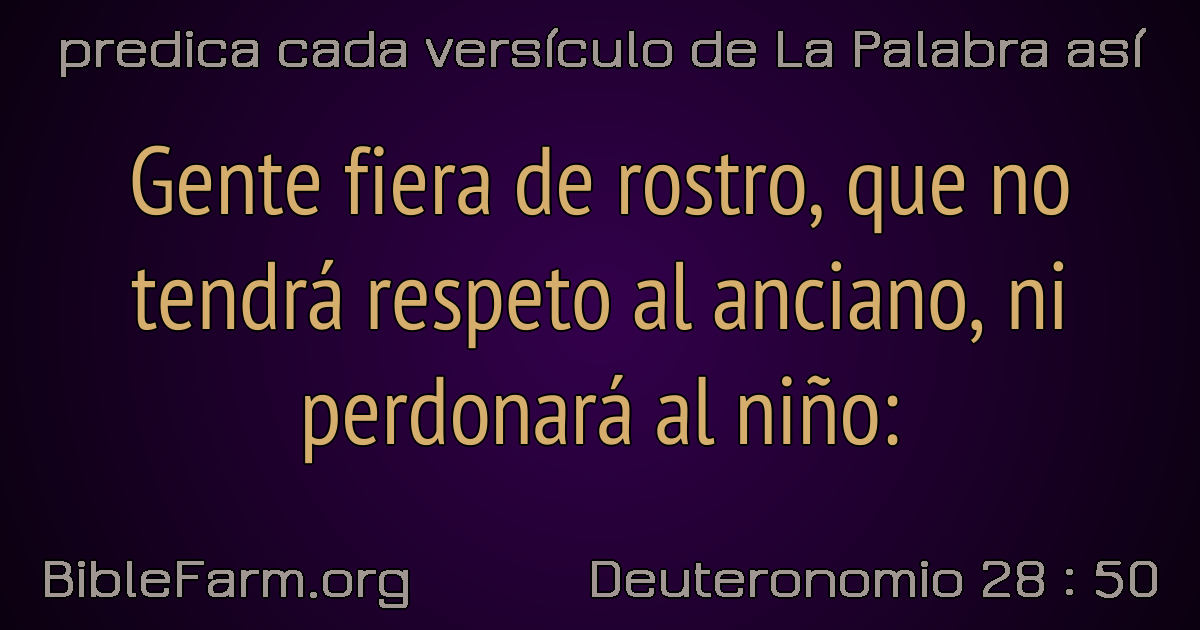 predica cada versículo de La Palabra así
Gente fiera de rostro, que no
tendrá respeto al anciano, ni
perdonará al niño:
BibleFarm.org
Deuteronomio 28 : 50